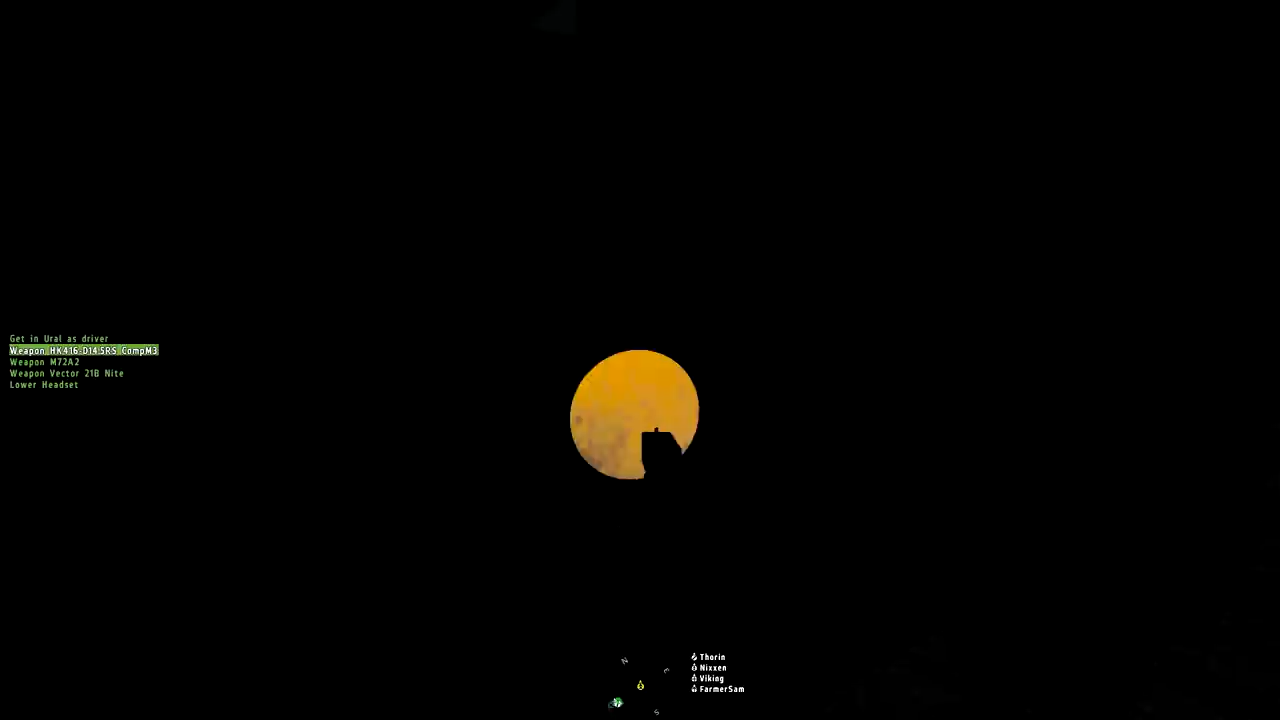 Get in Ural as driver
Weapon HK416-D14.5RS CompM3
Weapon M72A2
Weapon Vector 21B Nite
Lower Headset
Thorin
N
Nixxen
E
Viking
FarmerSam
S